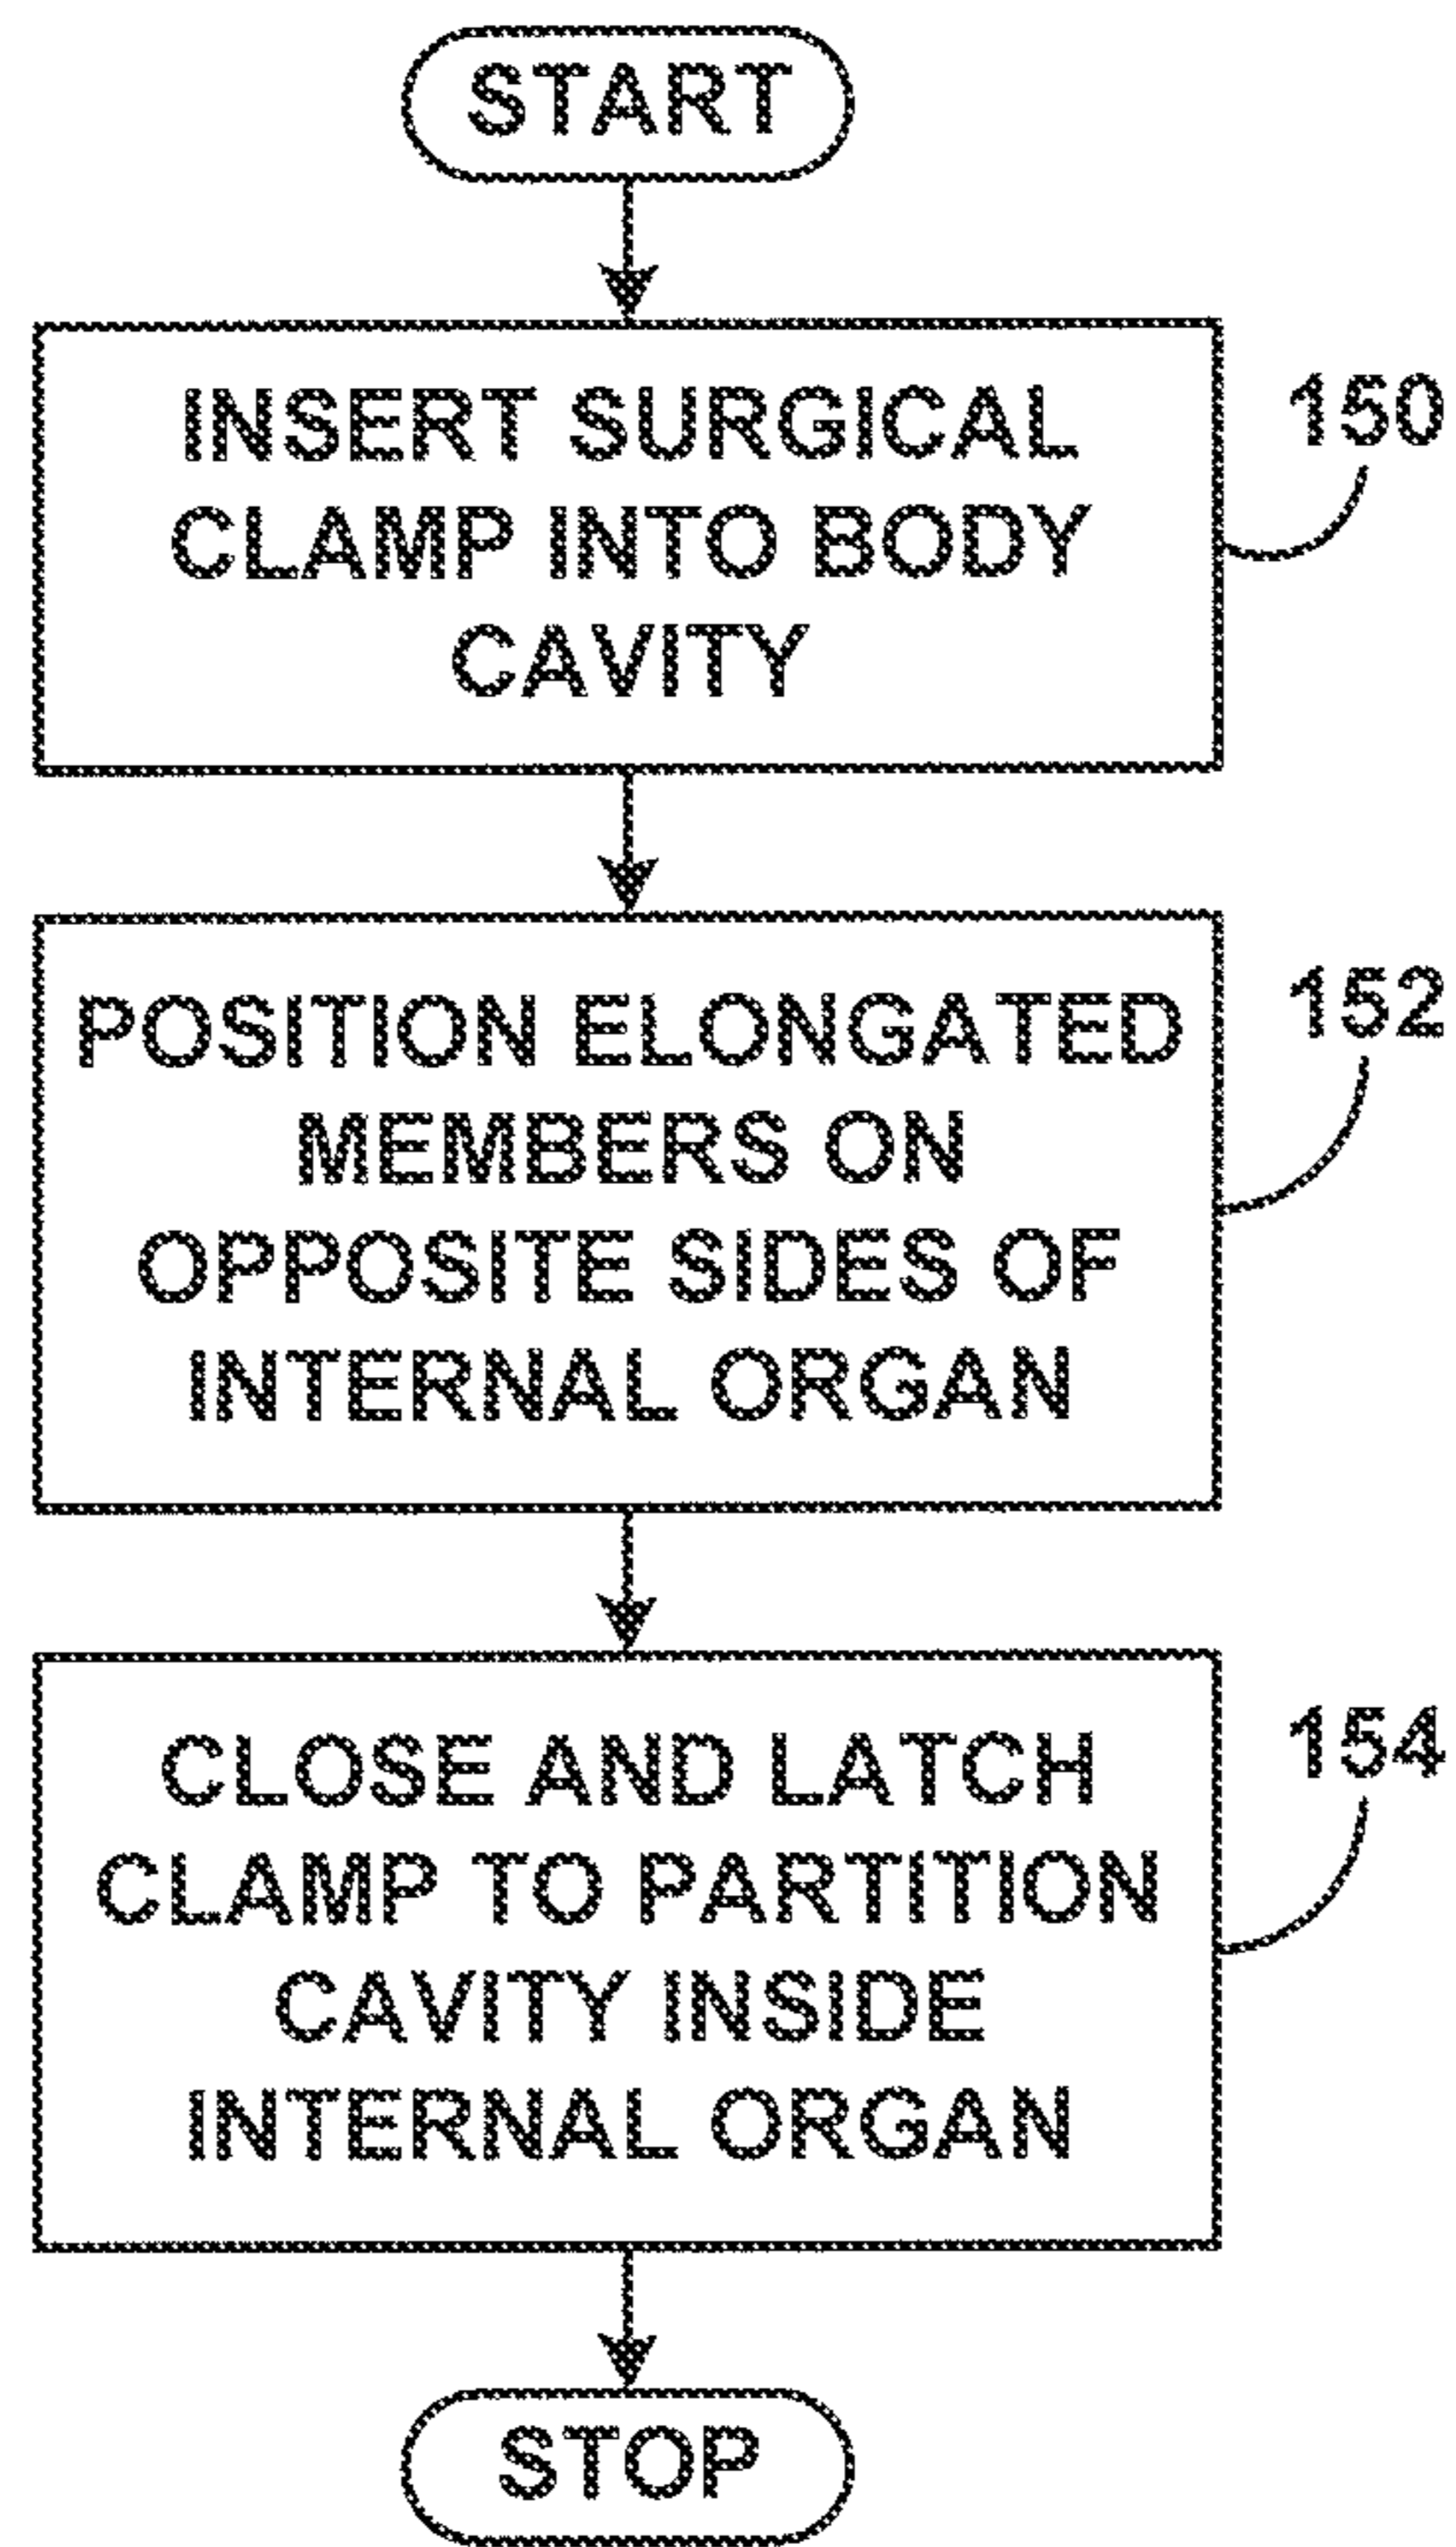 START
INSERT SURGICAL
CLAMP INTO BODY
CAVITY
150
POSITION ELONGATED
MEMBERS ON
OPPOSITE SIDES OF
INTERNAL ORGAN
152
CLOSE AND LATCH
CLAMP TO PARTITION
CAVITY INSIDE
INTERNAL ORGAN
154
STOP